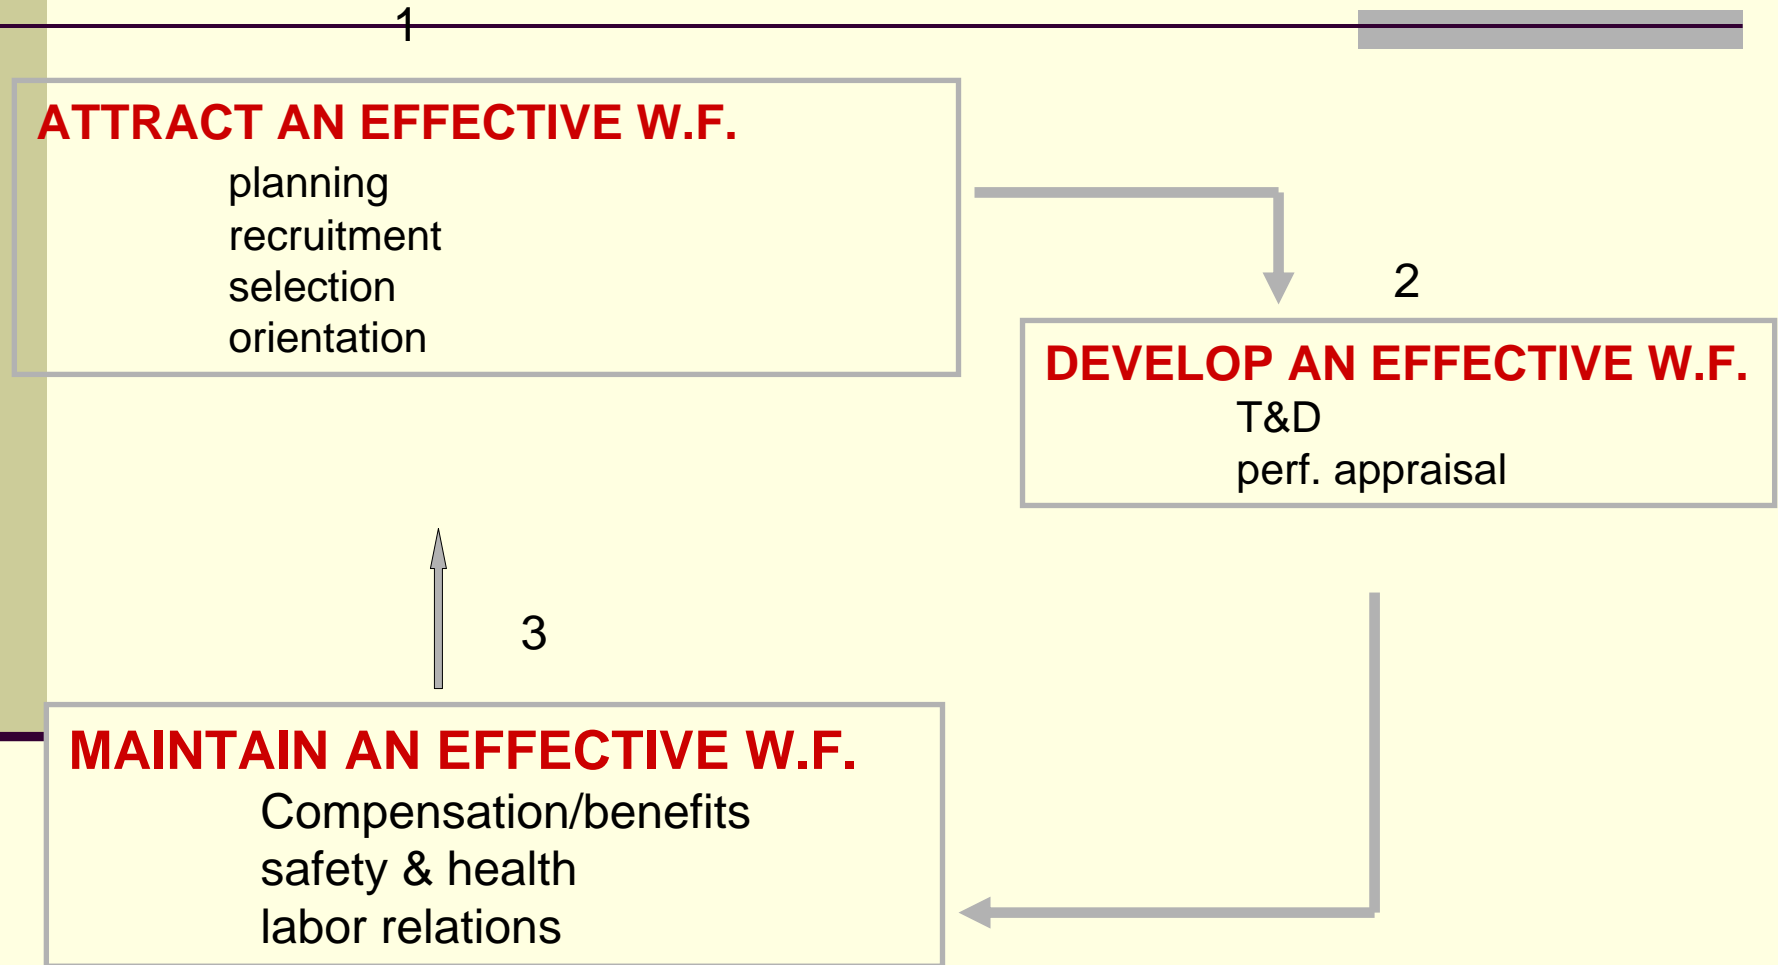 1
ATTRACT AN EFFECTIVE W.F.
planning
recruitment
selection
orientation
2
DEVELOP AN EFFECTIVE W.F.
T&D
perf. appraisal
3
MAINTAIN AN EFFECTIVE W.F.
Compensation/benefits
safety & health
labor relations